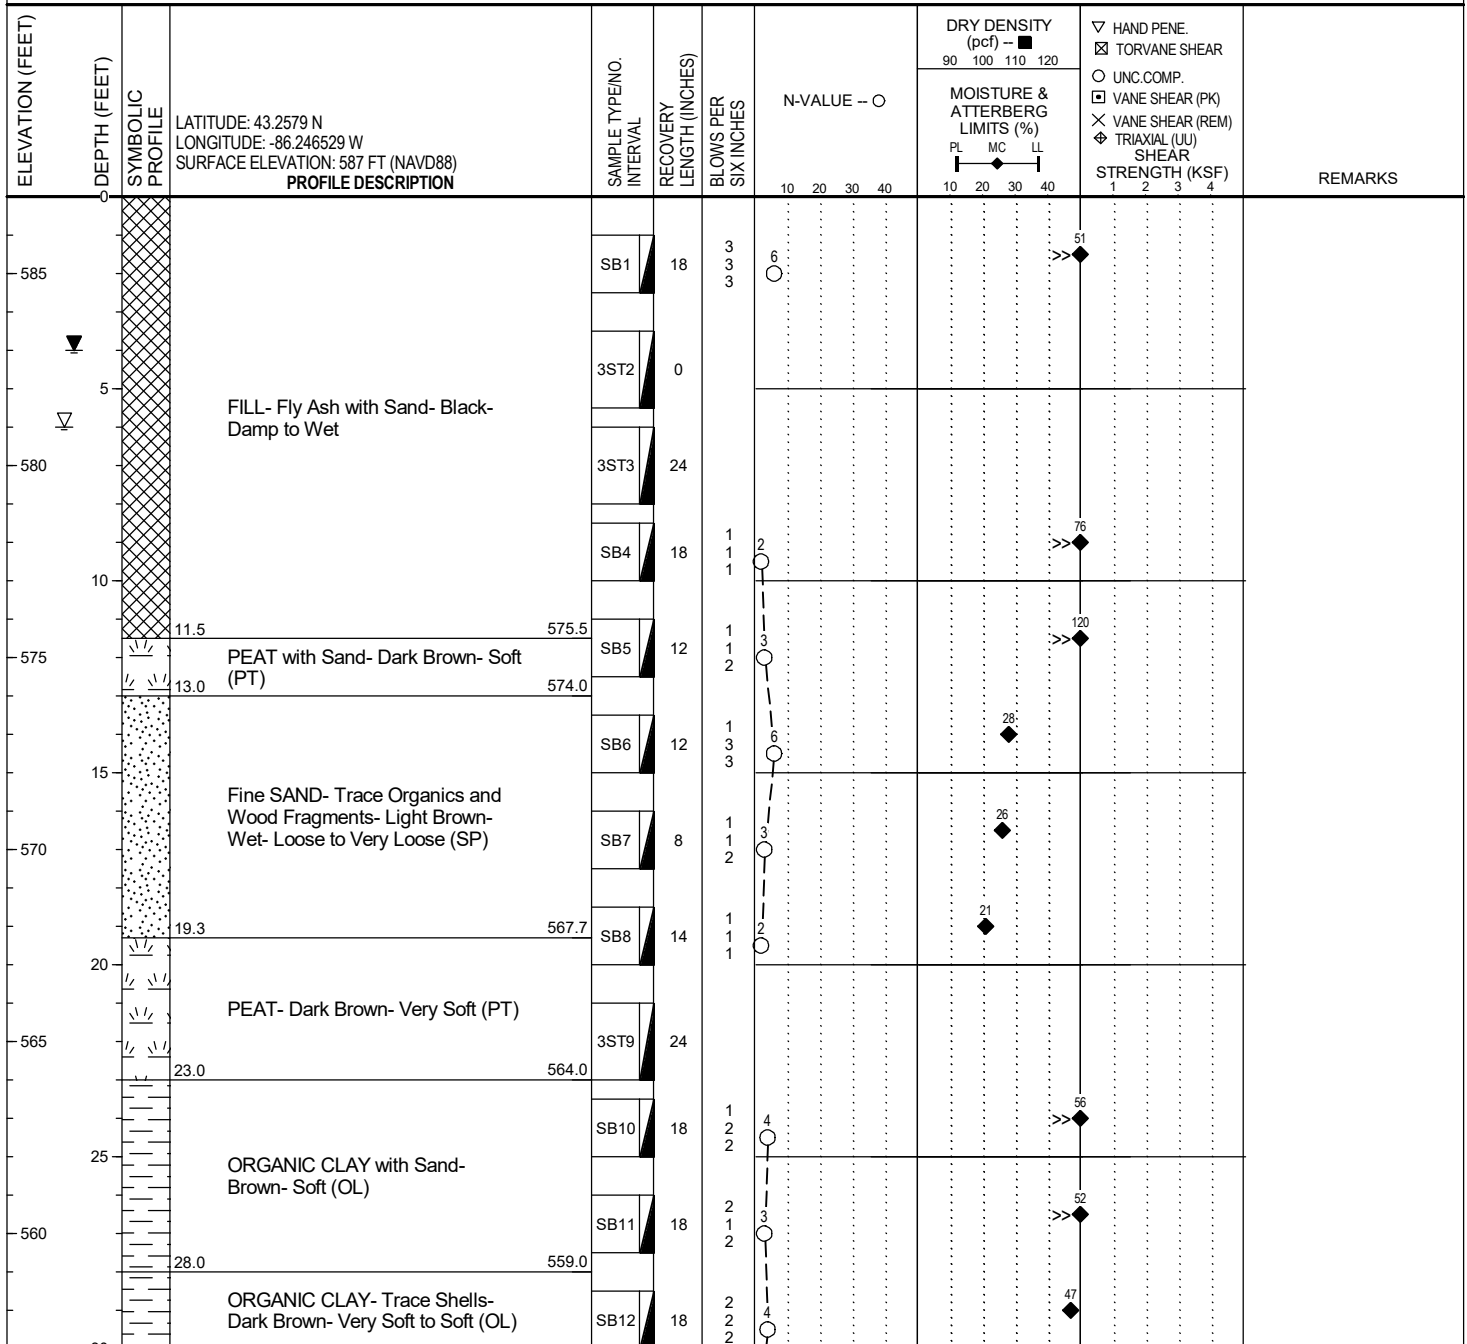 ELEVATION (FEET)
DEPTH (FEET)
SYMBOLIC
PROFILE
LATITUDE: 43.2579 N
LONGITUDE: -86.246529 W
SURFACE ELEVATION: 587 FT (NAVD88)
PROFILE DESCRIPTION
SAMPLE TYPE/NO.
INTERVAL
RECOVERY
LENGTH (INCHES)
BLOWS PER
SIX INCHES
N-VALUE -- O
10 20 30 40
DRY DENSITY
(pcf) -- ■
90 100 110 120
MOISTURE &
ATTERBERG
LIMITS (%)
PL MC LL
10 20 30 40
▽ HAND PENE.
⊠ TORVANE SHEAR
○ UNC.COMP.
⊡ VANE SHEAR (PK)
✕ VANE SHEAR (REM)
TRIAXIAL (UU)
SHEAR
STRENGTH (KSF)
1 2 3 4
REMARKS
0
SB1 18 3 3 3 6 >> 51
585
3ST2 0
5
FILL- Fly Ash with Sand- Black-
Damp to Wet
580
3ST3 24
SB4 18 1 1 1 2 >> 76
10
11.5 575.5
SB5 12 1 1 2 3 >> 120
575
PEAT with Sand- Dark Brown- Soft
(PT)
13.0 574.0
SB6 12 1 3 3 6 28
15
Fine SAND- Trace Organics and
Wood Fragments- Light Brown-
Wet- Loose to Very Loose (SP)
570
SB7 8 1 1 2 3 26
19.3 567.7
SB8 14 1 1 1 2 21
20
PEAT- Dark Brown- Very Soft (PT)
565
3ST9 24
23.0 564.0
SB10 18 1 2 2 4 >> 56
25
ORGANIC CLAY with Sand-
Brown- Soft (OL)
SB11 18 2 1 2 3 >> 52
560
28.0 559.0
ORGANIC CLAY- Trace Shells-
Dark Brown- Very Soft to Soft (OL)
SB12 18 2 2 2 4 47